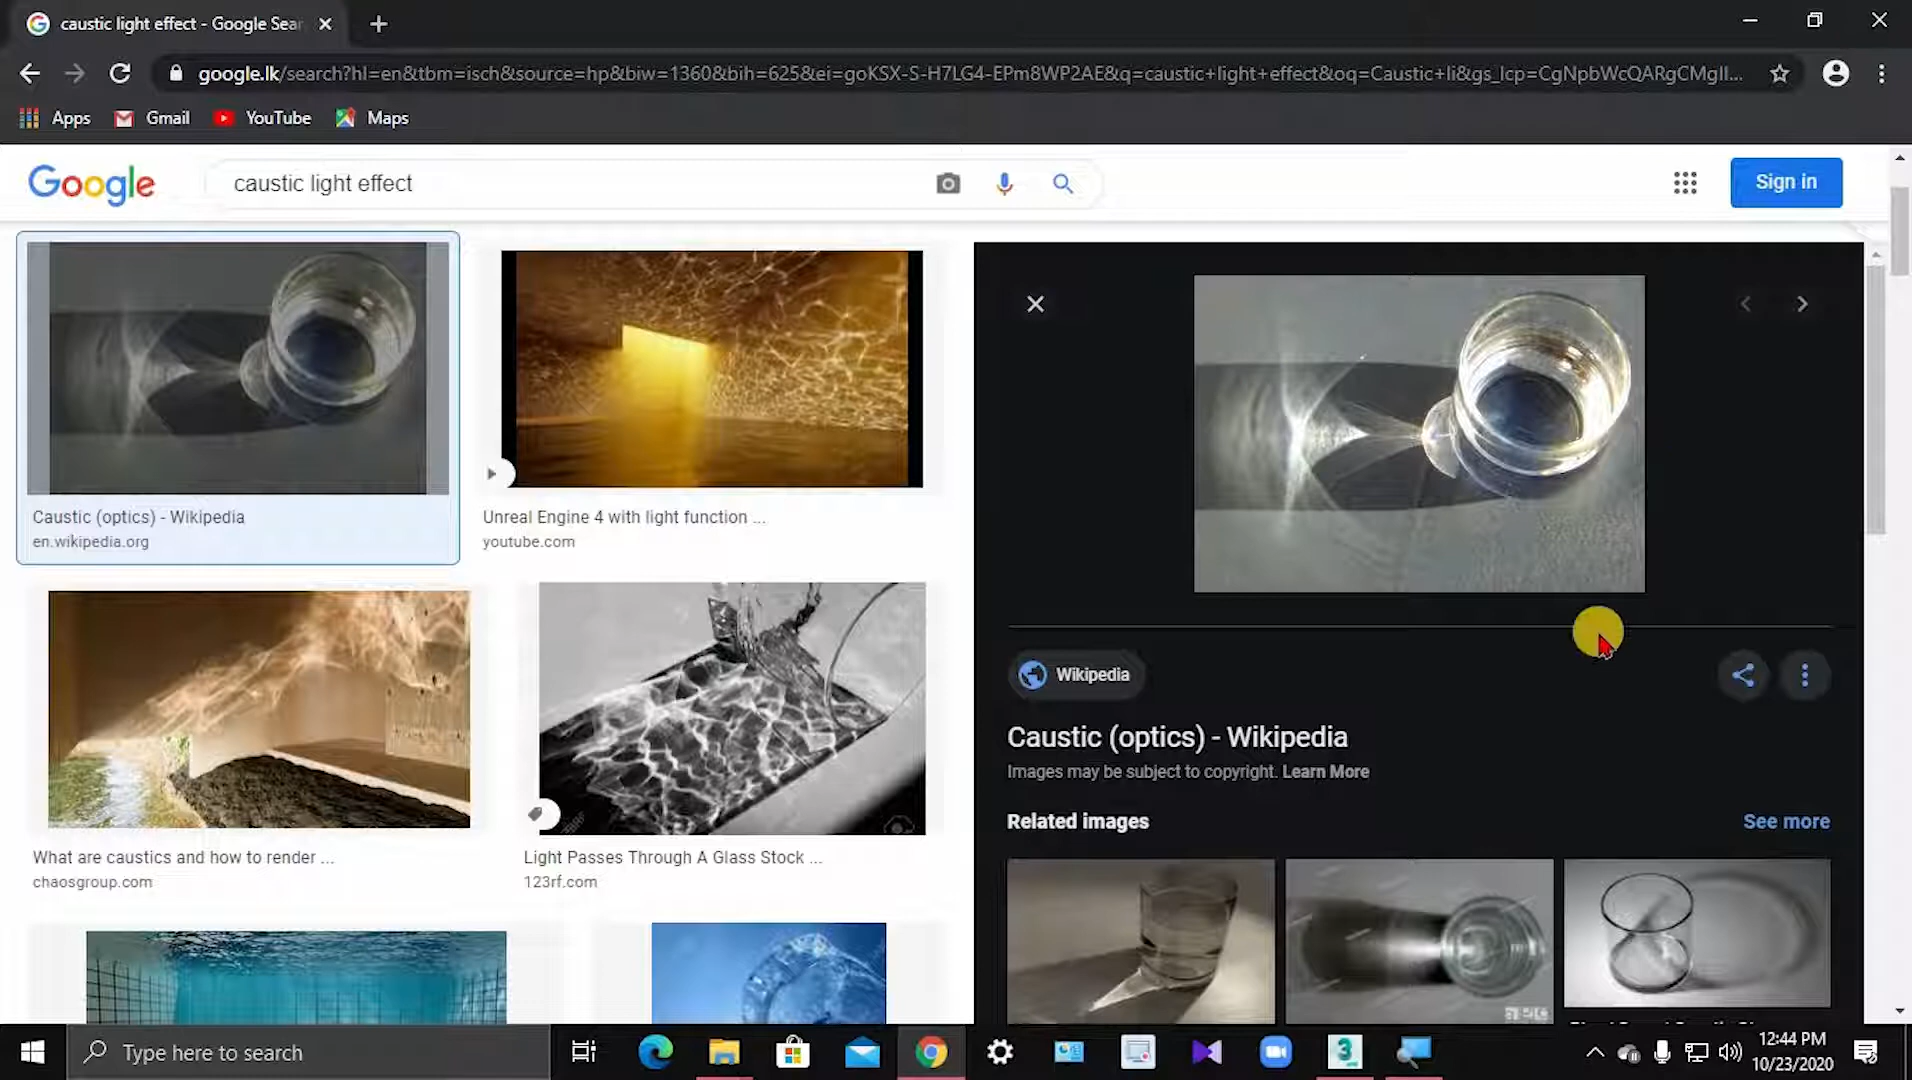 caustic light effect - Google Sear
google.lk/search?hl=en&tbm=isch&source=hp&biw=1360&bih=625&ei=goKSX-S-H7LG4-EPm8WP2AE&q=caustic+light+effect&oq=Caustic+li&gs_lcp=CgNpbWcQARgCMgII...
Apps Gmail YouTube Maps
Google caustic light effect Sign in
Caustic (optics) - Wikipedia
en.wikipedia.org
Unreal Engine 4 with light function ...
youtube.com
What are caustics and how to render ...
chaosgroup.com
Light Passes Through A Glass Stock ...
123rf.com
Wikipedia
Caustic (optics) - Wikipedia
Images may be subject to copyright. Learn More
Related images See more
Type here to search
3
12:44 PM
10/23/2020